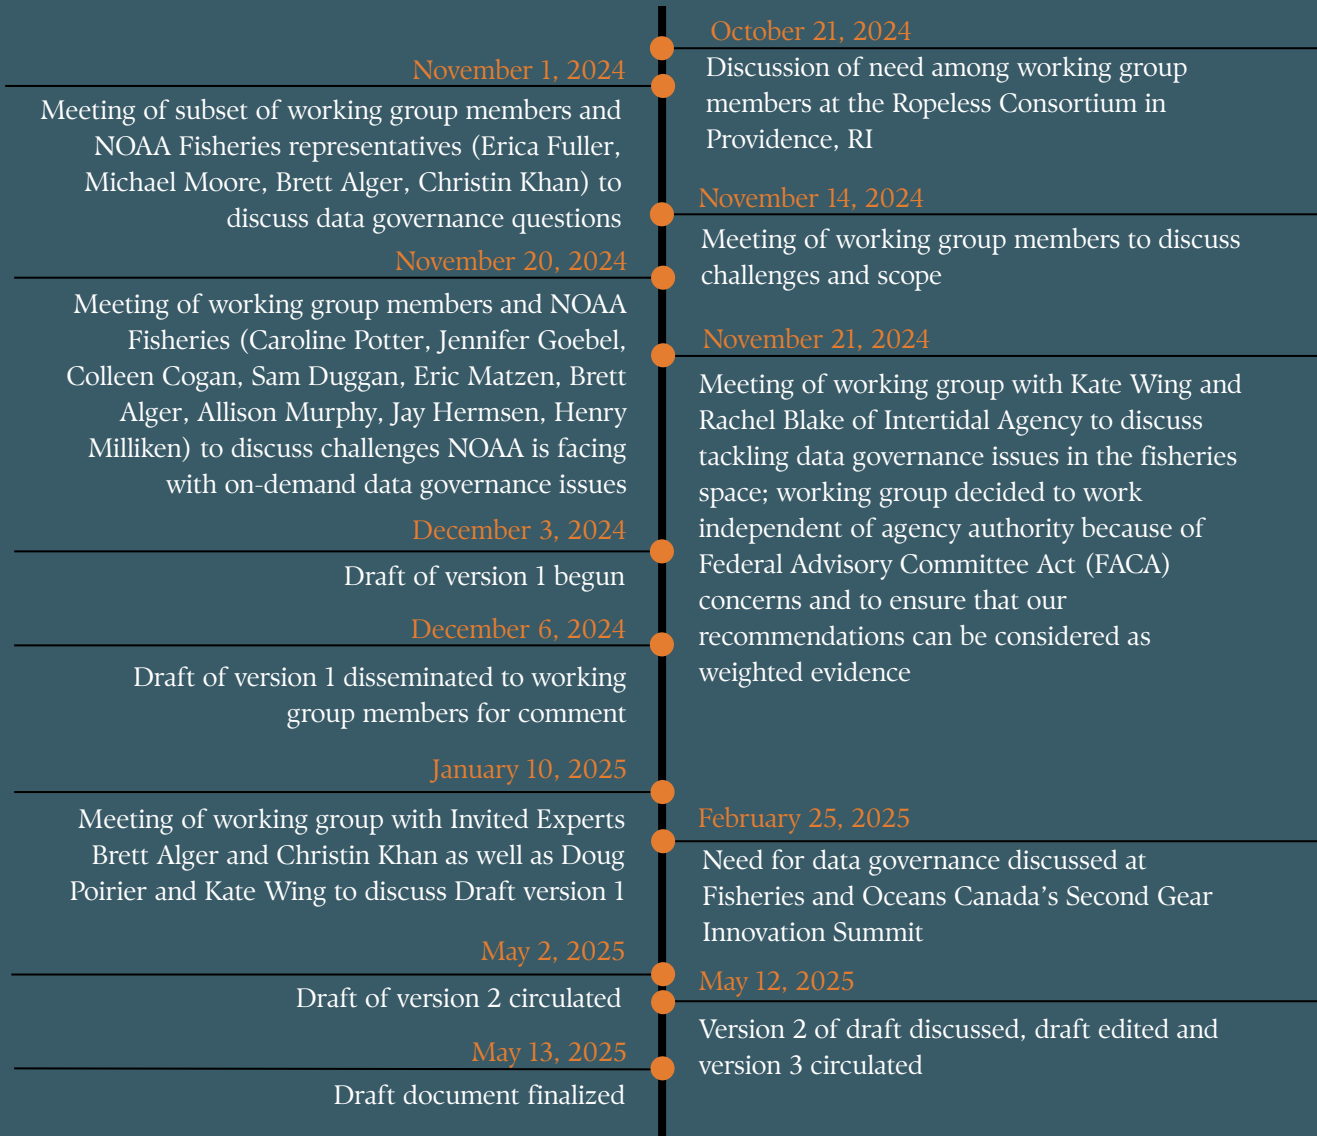 October 21, 2024
Discussion of need among working group
members at the Ropeless Consortium in
Providence, RI
November 1, 2024
Meeting of subset of working group members and
NOAA Fisheries representatives (Erica Fuller,
Michael Moore, Brett Alger, Christin Khan) to
discuss data governance questions
November 14, 2024
Meeting of working group members to discuss
challenges and scope
November 20, 2024
Meeting of working group members and NOAA
Fisheries (Caroline Potter, Jennifer Goebel,
Colleen Cogan, Sam Duggan, Eric Matzen, Brett
Alger, Allison Murphy, Jay Hermsen, Henry
Milliken) to discuss challenges NOAA is facing
with on-demand data governance issues
November 21, 2024
Meeting of working group with Kate Wing and
Rachel Blake of Intertidal Agency to discuss
tackling data governance issues in the fisheries
space; working group decided to work
independent of agency authority because of
Federal Advisory Committee Act (FACA)
concerns and to ensure that our
recommendations can be considered as
weighted evidence
December 3, 2024
Draft of version 1 begun
December 6, 2024
Draft of version 1 disseminated to working
group members for comment
January 10, 2025
Meeting of working group with Invited Experts
Brett Alger and Christin Khan as well as Doug
Poirier and Kate Wing to discuss Draft version 1
February 25, 2025
Need for data governance discussed at
Fisheries and Oceans Canada's Second Gear
Innovation Summit
May 2, 2025
Draft of version 2 circulated
May 12, 2025
Version 2 of draft discussed, draft edited and
version 3 circulated
May 13, 2025
Draft document finalized